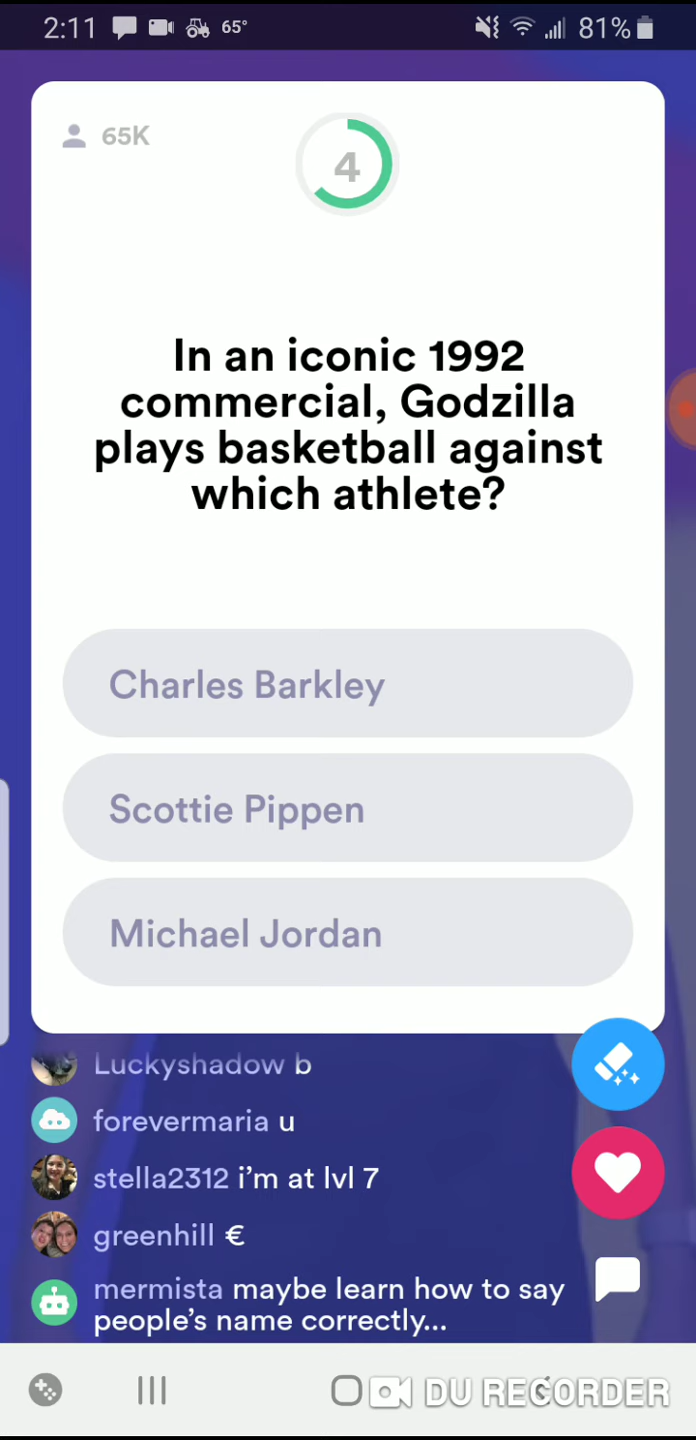 2:11 65° 81%
65K
4
In an iconic 1992
commercial, Godzilla
plays basketball against
which athlete?
Charles Barkley
Scottie Pippen
Michael Jordan
Luckyshadow b
forevermaria u
stella2312 i'm at lvl 7
greenhill €
mermista maybe learn how to say
people's name correctly...
DU RECORDER